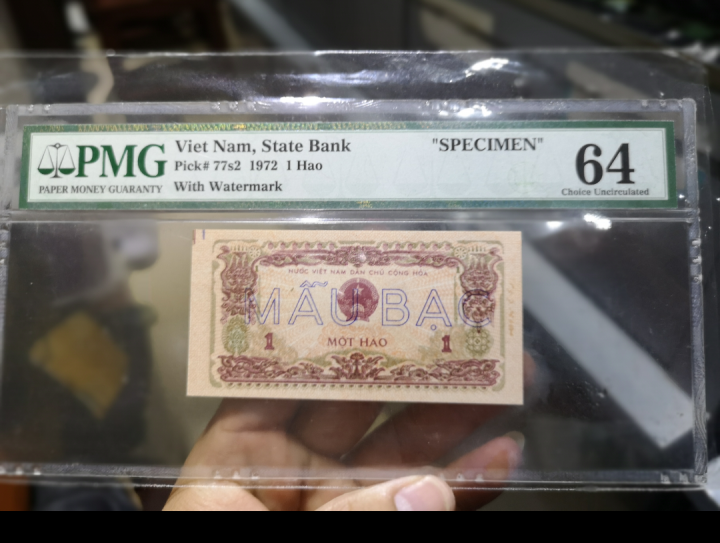 PMG
PAPER MONEY GUARANTY
Viet Nam, State Bank "SPECIMEN"
Pick# 77s2 1972 1 Hao
With Watermark
64
Choice Uncirculated
NƯỚC VIỆT NAM DÂN CHỦ CỘNG HÒA
MẪU BẠC
1 MỘT HÀO 1